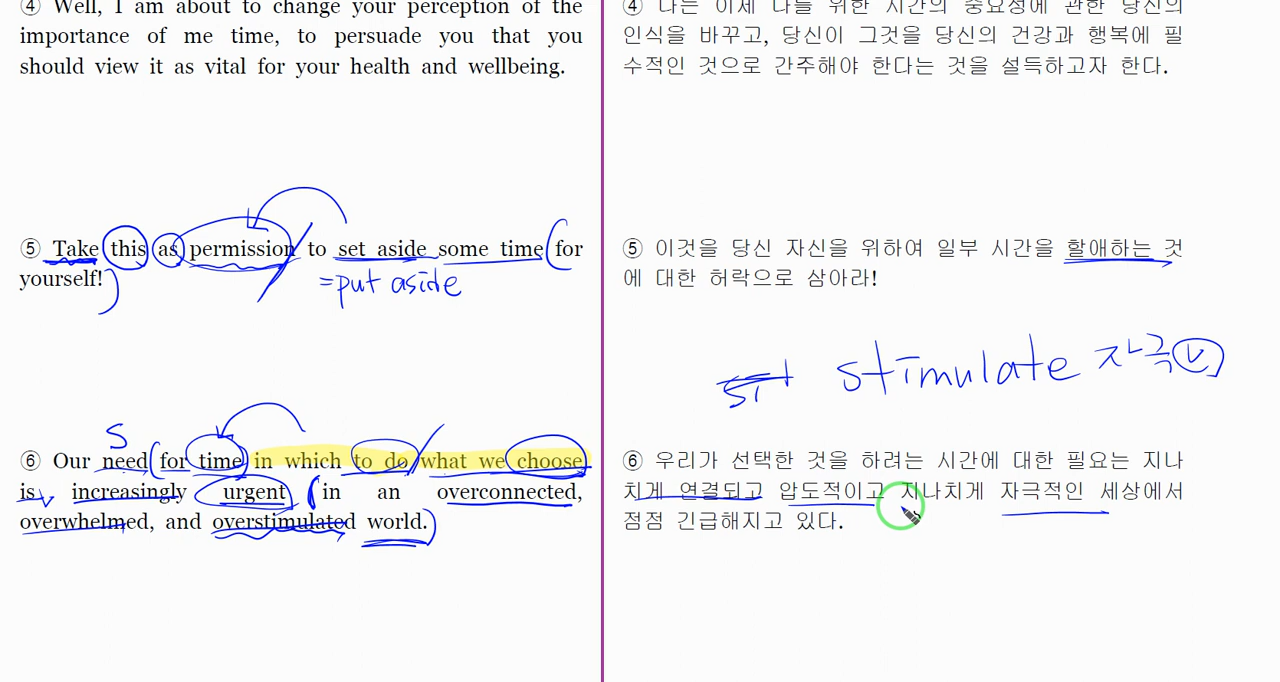 ④ Well, I am about to change your perception of the
importance of me time, to persuade you that you
should view it as vital for your health and wellbeing.
④ 나는 이제 나를 위한 시간의 중요성에 관한 당신의
인식을 바꾸고, 당신이 그것을 당신의 건강과 행복에 필
수적인 것으로 간주해야 한다는 것을 설득하고자 한다.
⑤ Take this as permission to set aside some time for
yourself!
=put aside
⑤ 이것을 당신 자신을 위하여 일부 시간을 할애하는 것
에 대한 허락으로 삼아라!
stimulate 자극 v
S
⑥ Our need for time in which to do what we choose
is increasingly urgent in an overconnected,
overwhelmed, and overstimulated world.
⑥ 우리가 선택한 것을 하려는 시간에 대한 필요는 지나
치게 연결되고 압도적이고 지나치게 자극적인 세상에서
점점 긴급해지고 있다.